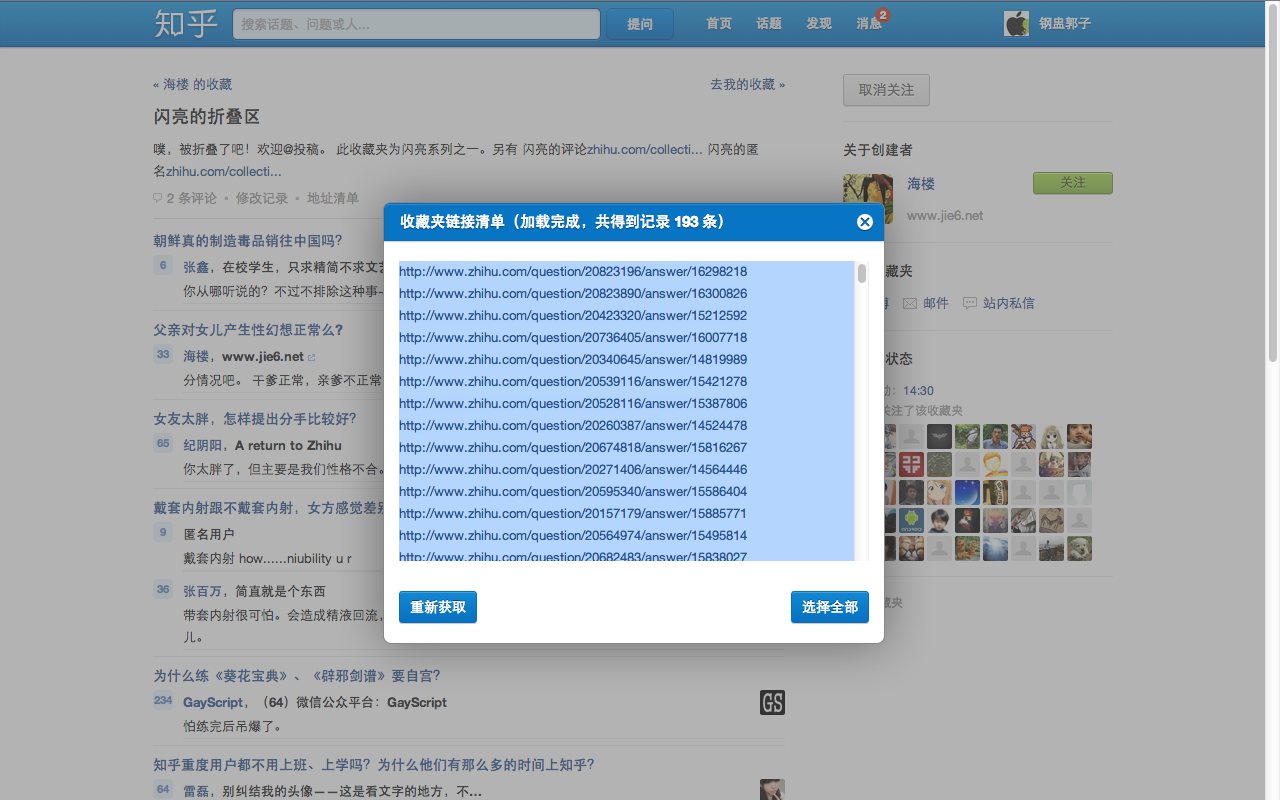 知乎
搜索话题、问题或人...
提问
首页
话题
发现
消息
2
钢盅郭子
« 海楼 的收藏
去我的收藏 »
取消关注
闪亮的折叠区
噗，被折叠了吧！欢迎@投稿。 此收藏夹为闪亮系列之一。另有 闪亮的评论zhihu.com/collecti... 闪亮的匿
名zhihu.com/collecti...
2 条评论 • 修改记录 • 地址清单
关于创建者
海楼
关注
www.jie6.net
收藏夹链接清单（加载完成，共得到记录 193 条）
http://www.zhihu.com/question/20823196/answer/16298218
http://www.zhihu.com/question/20823890/answer/16300826
http://www.zhihu.com/question/20423320/answer/15212592
http://www.zhihu.com/question/20736405/answer/16007718
http://www.zhihu.com/question/20340645/answer/14819989
http://www.zhihu.com/question/20539116/answer/15421278
http://www.zhihu.com/question/20528116/answer/15387806
http://www.zhihu.com/question/20260387/answer/14524478
http://www.zhihu.com/question/20674818/answer/15816267
http://www.zhihu.com/question/20271406/answer/14564446
http://www.zhihu.com/question/20595340/answer/15586404
http://www.zhihu.com/question/20157179/answer/15885771
http://www.zhihu.com/question/20564974/answer/15495814
http://www.zhihu.com/question/20682483/answer/15838027
重新获取
选择全部
朝鲜真的制造毒品销往中国吗？
6
张鑫，在校学生，只求精简不求文
你从哪听说的？不过不排除这种事
父亲对女儿产生性幻想正常么?
33
海楼，www.jie6.net
分情况吧。 干爹正常，亲爹不正常
女友太胖，怎样提出分手比较好？
65
纪阴阳，A return to Zhihu
你太胖了，但主要是我们性格不合。
戴套内射跟不戴套内射，女方感觉差别
9
匿名用户
戴套内射 how......niubility u r
36
张百万，简直就是个东西
带套内射很可怕。会造成精液回流，
儿。
为什么练《葵花宝典》、《辟邪剑谱》要自宫？
234
GayScript，（64）微信公众平台：GayScript
GS
怕练完后吊爆了。
知乎重度用户都不用上班、上学吗？为什么他们有那么多的时间上知乎？
64
雷磊，别纠结我的头像——这是看文字的地方，不...
藏夹
邮件
站内私信
状态
14:30
关注了该收藏夹
藏夹